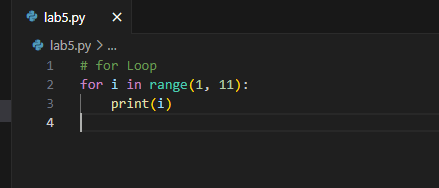 lab5.py
lab5.py > ...
1 # for Loop
2 for i in range(1, 11):
3     print(i)
4